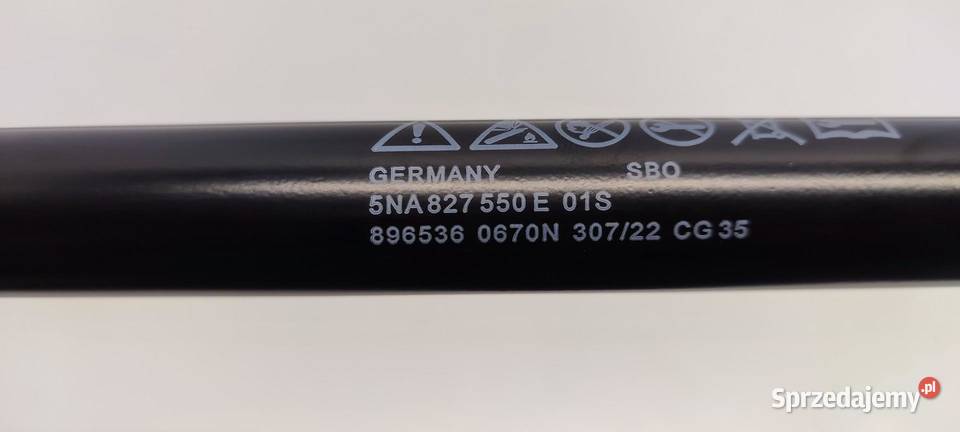 GERMANY SBO
5NA 827 550 E 01S
896536 0670N 307/22 CG 35
Sprzedajemy.pl